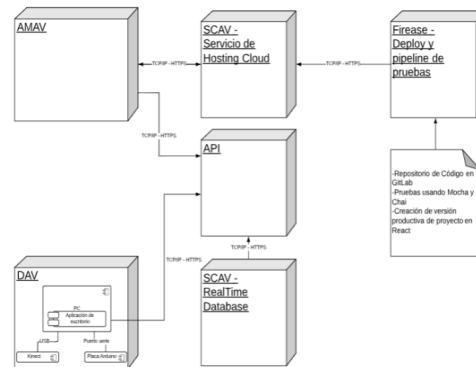 AMAV
SCAV -
Servicio de
Hosting Cloud
Firease -
Deploy y
pipeline de
pruebas
TCP/IP - HTTPS
TCP/IP - HTTPS
TCP/IP - HTTPS
API
-Repositorio de Código en
GitLab
-Pruebas usando Mocha y
Chai
-Creación de versión
productiva de proyecto en
React
TCP/IP - HTTPS
TCP/IP - HTTPS
DAV
PC
Aplicación de
escritorio
USB
Puerto serie
Kinect
Placa Arduino
SCAV -
RealTime
Database